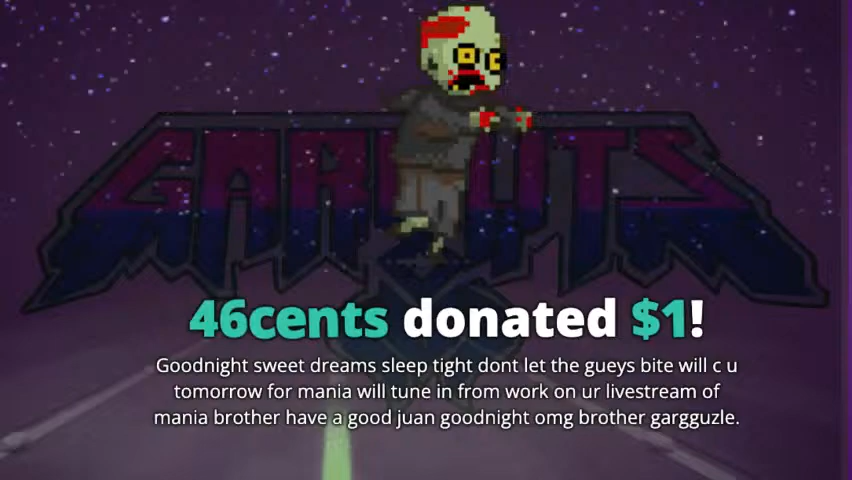 GARGUTS
46cents donated $1!
Goodnight sweet dreams sleep tight dont let the gueys bite will c u
tomorrow for mania will tune in from work on ur livestream of
mania brother have a good juan goodnight omg brother gargguzle.